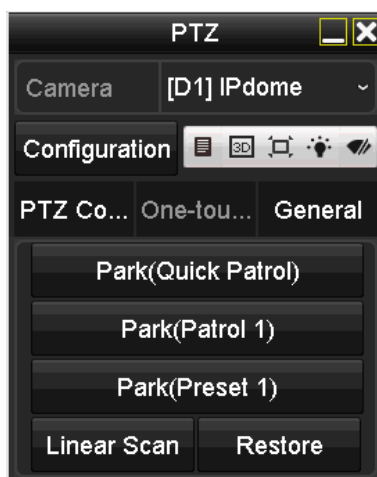 PTZ
Camera [D1] IPdome
Configuration 3D
PTZ Co... One-tou... General
Park(Quick Patrol)
Park(Patrol 1)
Park(Preset 1)
Linear Scan Restore